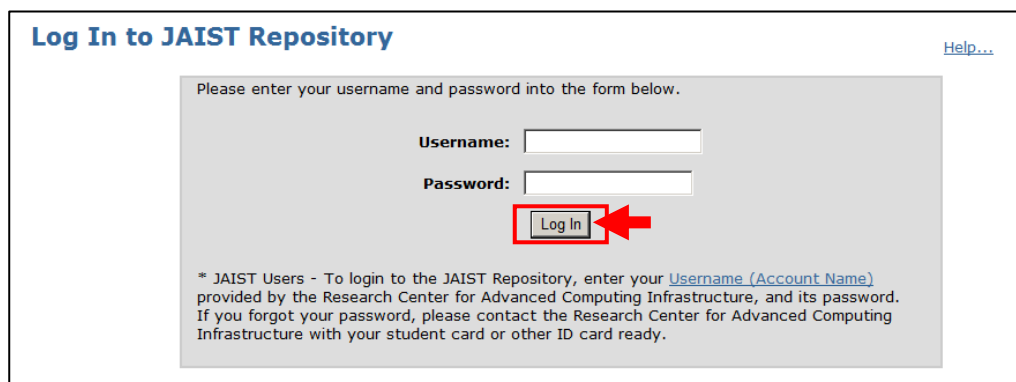 Log In to JAIST Repository
Help...
Please enter your username and password into the form below.
Username:
Password:
Log In
* JAIST Users - To login to the JAIST Repository, enter your Username (Account Name)
provided by the Research Center for Advanced Computing Infrastructure, and its password.
If you forgot your password, please contact the Research Center for Advanced Computing
Infrastructure with your student card or other ID card ready.